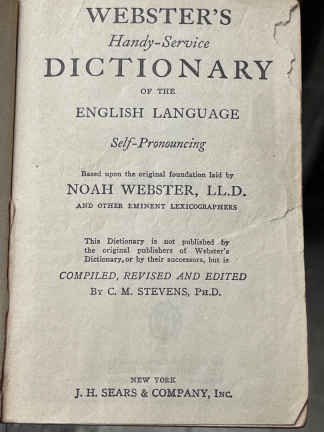 WEBSTER'S
Handy-Service
DICTIONARY
OF THE
ENGLISH LANGUAGE
Self-Pronouncing
Based upon the original foundation laid by
NOAH WEBSTER, LL.D.
AND OTHER EMINENT LEXICOGRAPHERS
This Dictionary is not published by
the original publishers of Webster's
Dictionary, or by their successors, but is
COMPILED, REVISED AND EDITED
BY C. M. STEVENS, PH.D.
NEW YORK
J. H. SEARS & COMPANY, INC.